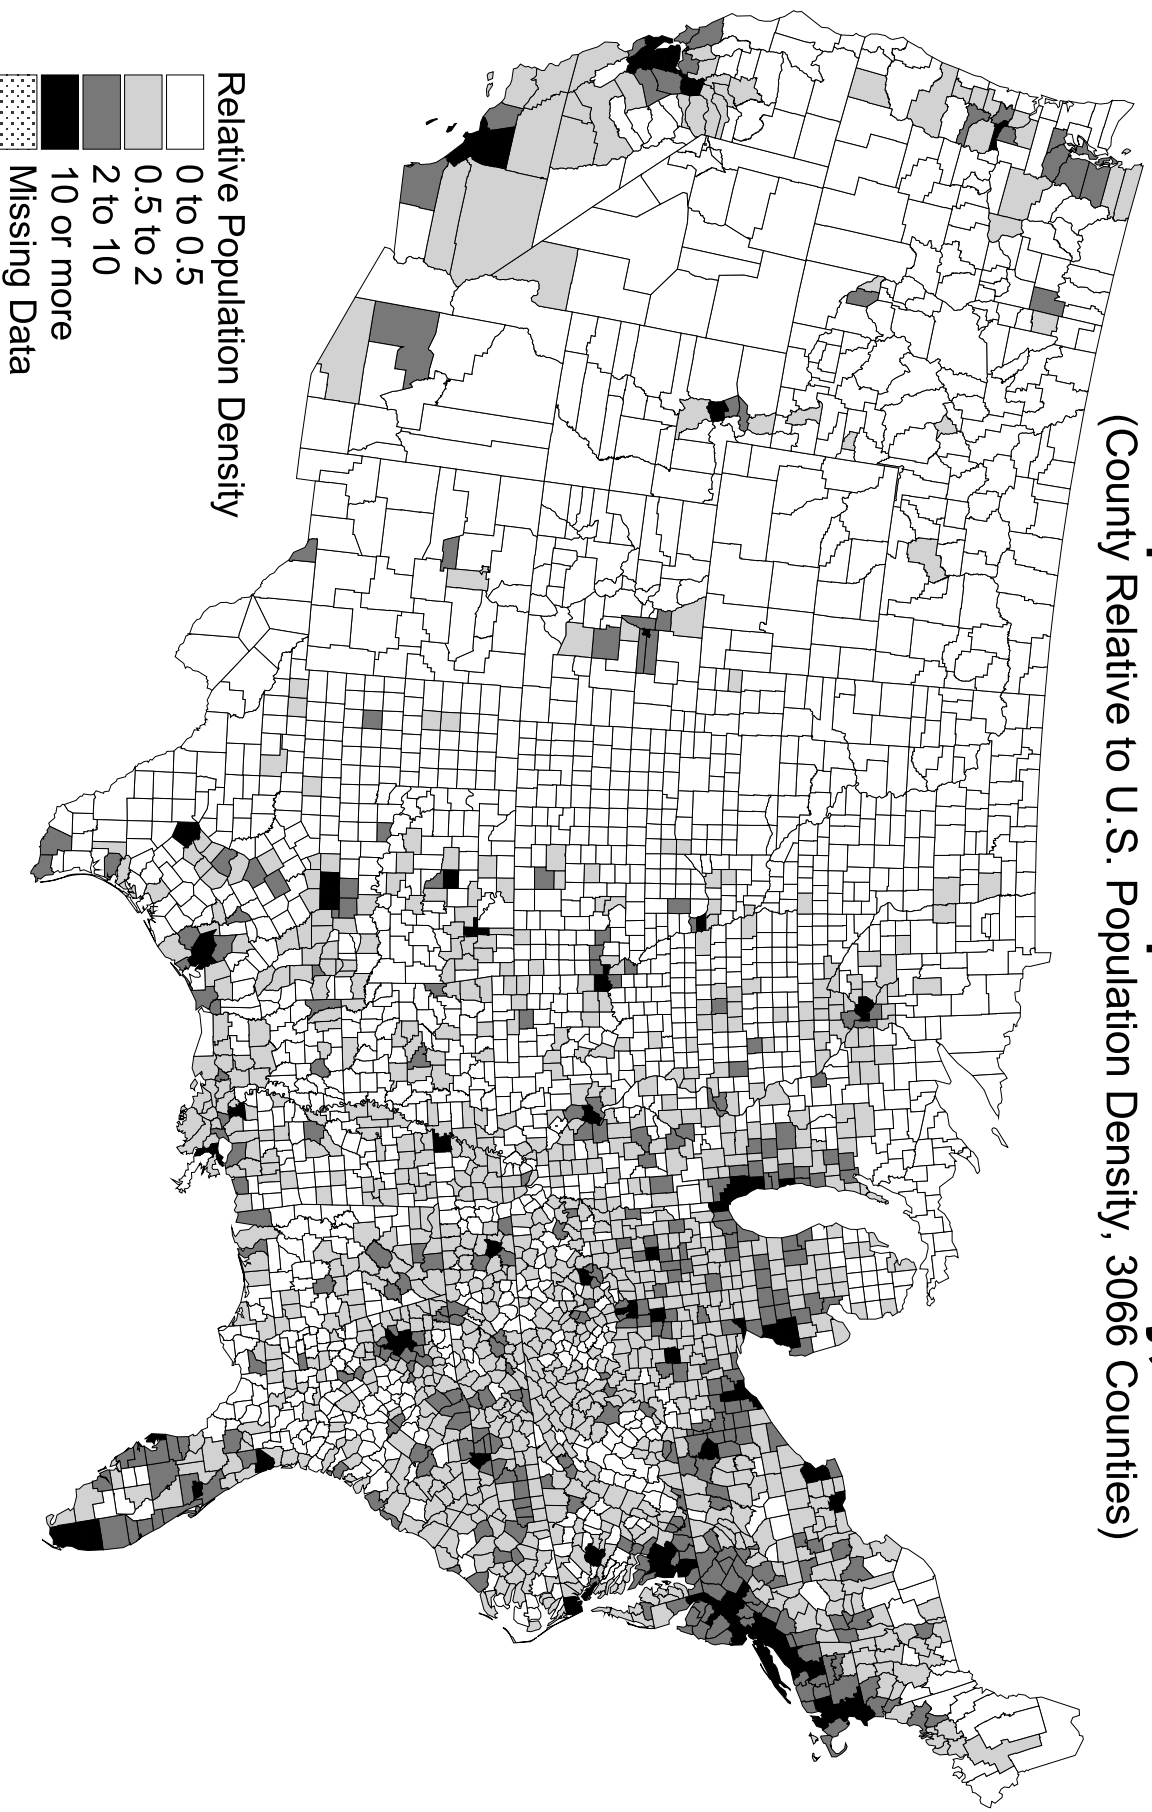 (County Relative to U.S. Population Density, 3066 Counties)
Relative Population Density
0 to 0.5
0.5 to 2
2 to 10
10 or more
Missing Data